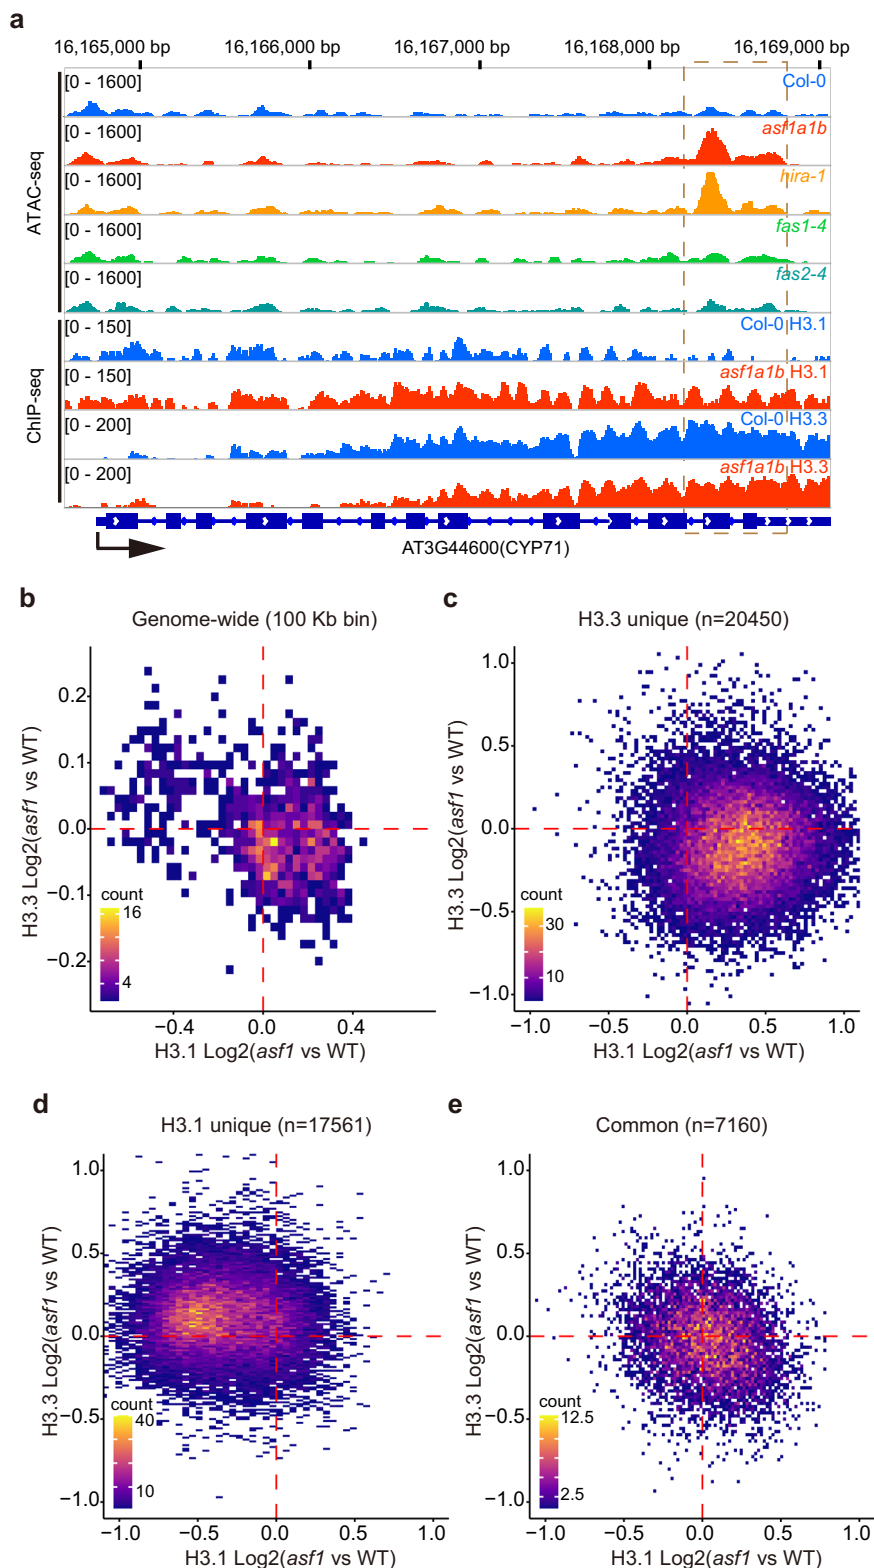 a
16,165,000 bp 16,166,000 bp 16,167,000 bp 16,168,000 bp 16,169,000 bp
ATAC-seq
[0 - 1600] Col-0
[0 - 1600] asf1a1b
[0 - 1600] hira-1
[0 - 1600] fas1-4
[0 - 1600] fas2-4
ChIP-seq
[0 - 150] Col-0 H3.1
[0 - 150] asf1a1b H3.1
[0 - 200] Col-0 H3.3
[0 - 200] asf1a1b H3.3
AT3G44600(CYP71)
b
Genome-wide (100 Kb bin)
H3.3 Log2(asf1 vs WT)
0.2
0.1
0.0
−0.1
−0.2
count
16
4
−0.4 0.0 0.4
H3.1 Log2(asf1 vs WT)
c
H3.3 unique (n=20450)
H3.3 Log2(asf1 vs WT)
1.0
0.5
0.0
−0.5
−1.0
count
30
10
−1.0 −0.5 0.0 0.5 1.0
H3.1 Log2(asf1 vs WT)
d
H3.1 unique (n=17561)
H3.3 Log2(asf1 vs WT)
1.0
0.5
0.0
−0.5
−1.0
count
40
10
−1.0 −0.5 0.0 0.5 1.0
H3.1 Log2(asf1 vs WT)
e
Common (n=7160)
H3.3 Log2(asf1 vs WT)
1.0
0.5
0.0
−0.5
−1.0
count
12.5
2.5
−1.0 −0.5 0.0 0.5 1.0
H3.1 Log2(asf1 vs WT)